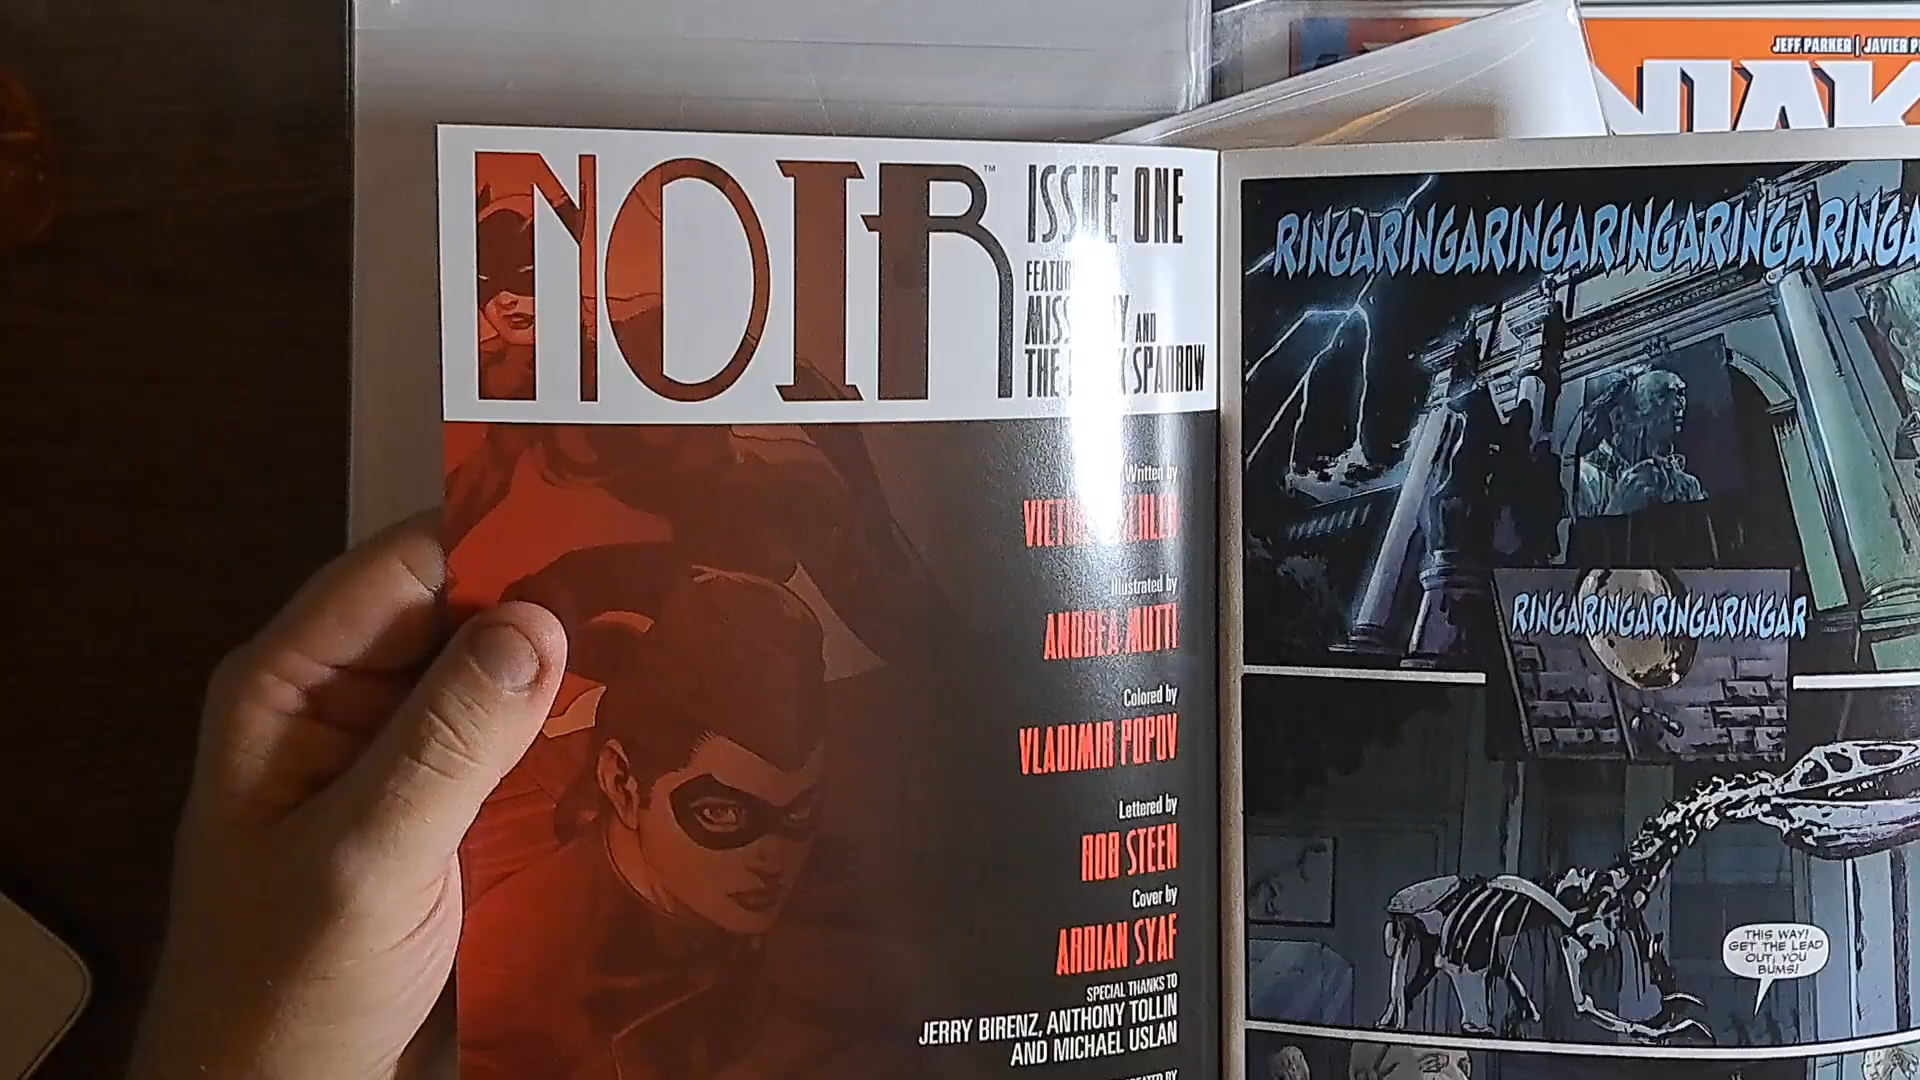 JEFF PARKER | JAVIER
NOIR™
ISSUE ONE
AND
THE SPARROW
Written by
Illustrated by
ANDREA MUTTI
Colored by
VLADIMIR POPOV
Lettered by
ROB STEEN
Cover by
ARDIAN SYAF
SPECIAL THANKS TO
JERRY BIRENZ, ANTHONY TOLLIN
AND MICHAEL USLAN
RINGARINGARINGARINGARINGARINGA
RINGARINGARINGARINGAR
THIS WAY!
GET THE LEAD
OUT, YOU
BUMS!